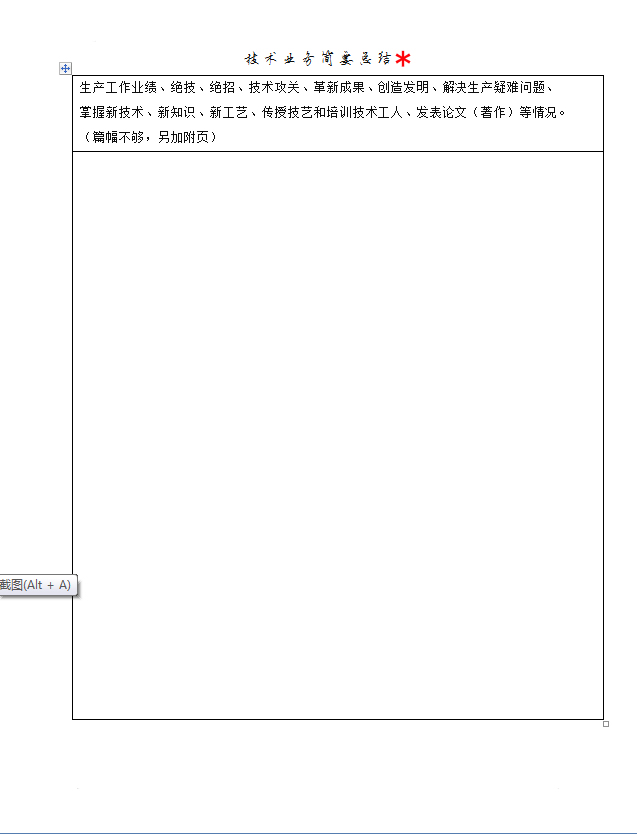 技术业务简要总结*
生产工作业绩、绝技、绝招、技术攻关、革新成果、创造发明、解决生产疑难问题、
掌握新技术、新知识、新工艺、传授技艺和培训技术工人、发表论文（著作）等情况。
（篇幅不够，另加附页）
截图(Alt + A)